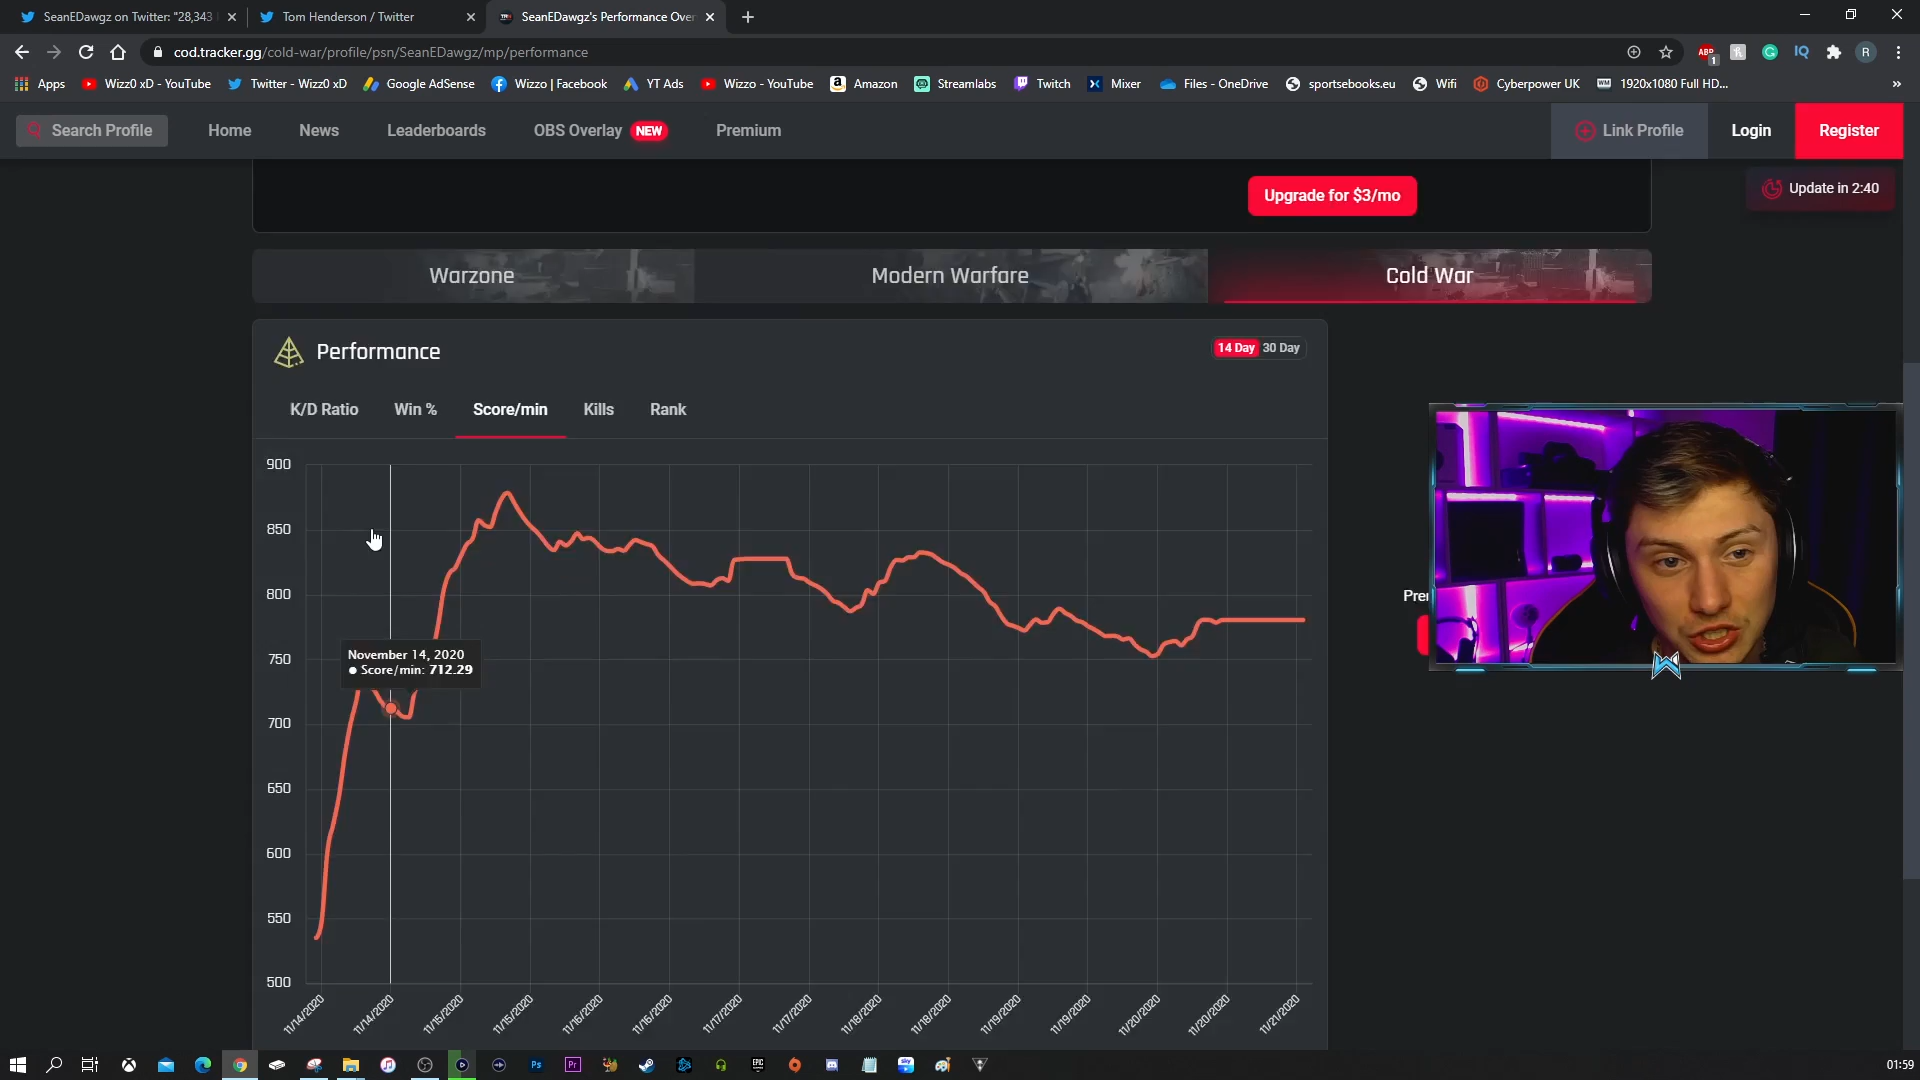 SeanEDawgz on Twitter: "28,343
Tom Henderson / Twitter
SeanEDawgz's Performance Over
cod.tracker.gg/cold-war/profile/psn/SeanEDawgz/mp/performance
ABP
1
IQ
R
Apps
Wizz0 xD - YouTube
Twitter - Wizz0 xD
Google AdSense
Wizzo | Facebook
YT Ads
Wizzo - YouTube
Amazon
Streamlabs
Twitch
Mixer
Files - OneDrive
sportsebooks.eu
Wifi
Cyberpower UK
1920x1080 Full HD...
Search Profile
Home
News
Leaderboards
OBS Overlay NEW
Premium
Link Profile
Login
Register
Upgrade for $3/mo
Update in 2:40
Warzone
Modern Warfare
Cold War
Performance
14 Day 30 Day
K/D Ratio
Win %
Score/min
Kills
Rank
900
850
800
750
700
650
600
550
500
November 14, 2020
Score/min: 712.29
Pre
11/14/2020
11/14/2020
11/15/2020
11/15/2020
11/16/2020
11/16/2020
11/17/2020
11/17/2020
11/18/2020
11/18/2020
11/19/2020
11/19/2020
11/20/2020
11/20/2020
11/21/2020
Ps
Pr
EPIC
sky
01:59